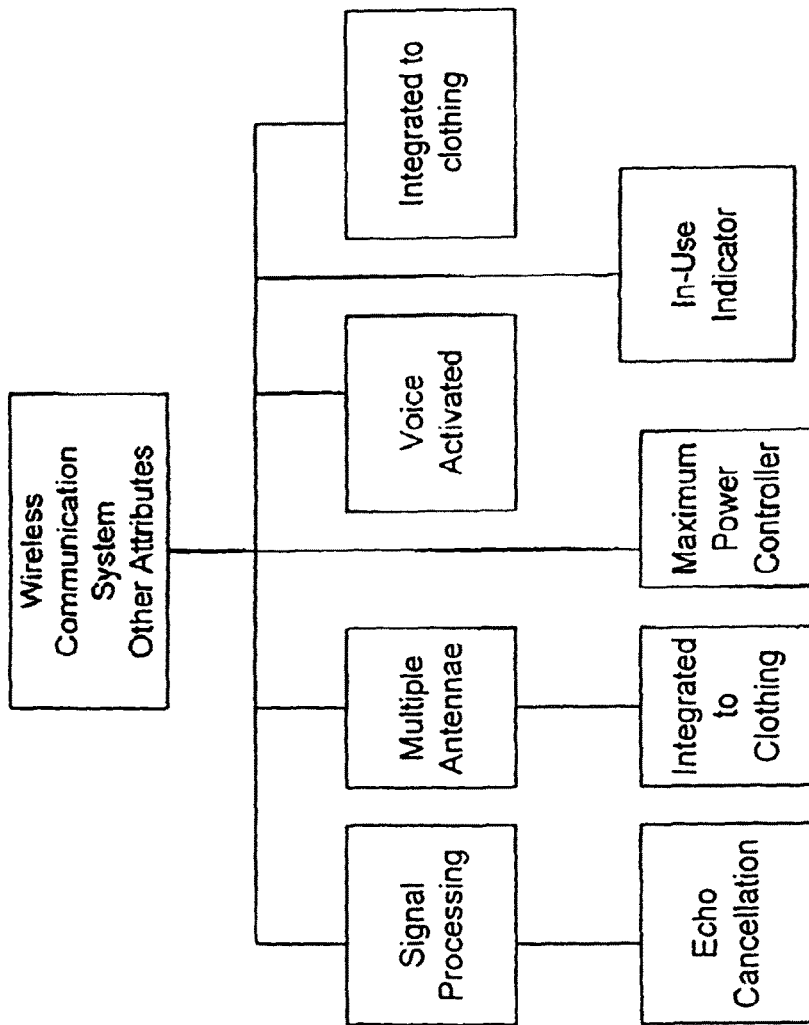 Wireless
Communication
System
Other Attributes
Signal
Processing
Multiple
Antennae
Voice
Activated
Integrated to
clothing
Echo
Cancellation
Integrated
to
Clothing
Maximum
Power
Controller
In-Use
Indicator